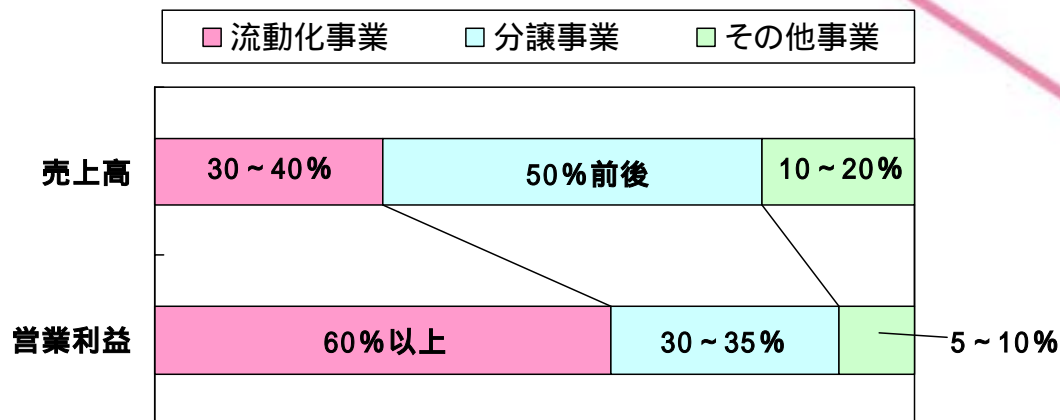 流動化事業 分譲事業 その他事業
売上高 30~40% 50%前後 10~20%
営業利益 60%以上 30~35% 5~10%